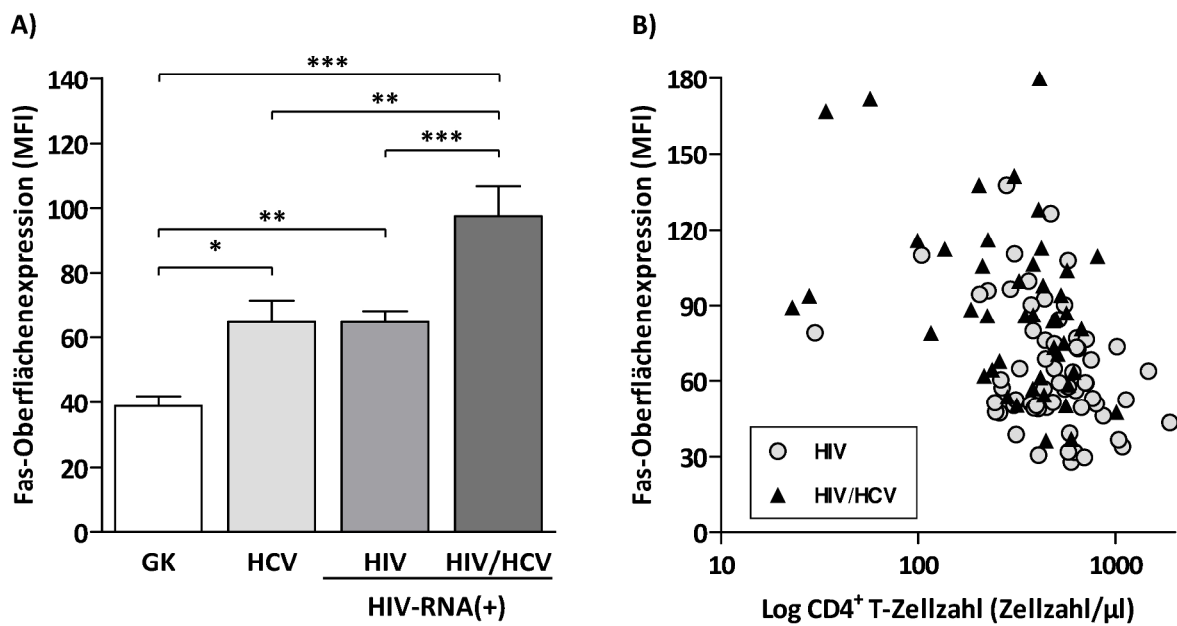 A)
Fas-Oberflächenexpression (MFI)
140
120
100
80
60
40
20
0
***
**
***
**
*
GK HCV HIV HIV/HCV
HIV-RNA(+)
B)
Fas-Oberflächenexpression (MFI)
180
150
120
90
60
30
0
HIV
HIV/HCV
10 100 1000
Log CD4⁺ T-Zellzahl (Zellzahl/µl)